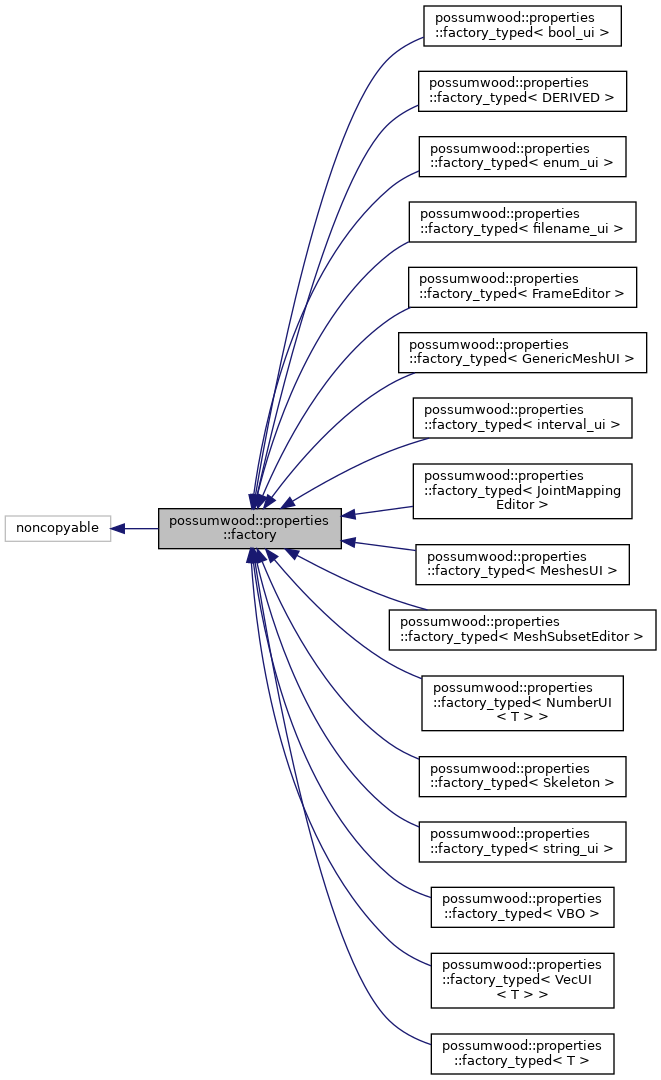 possumwood::properties
::factory_typed< bool_ui >
possumwood::properties
::factory_typed< DERIVED >
possumwood::properties
::factory_typed< enum_ui >
possumwood::properties
::factory_typed< filename_ui >
possumwood::properties
::factory_typed< FrameEditor >
possumwood::properties
::factory_typed< GenericMeshUI >
possumwood::properties
::factory_typed< interval_ui >
possumwood::properties
::factory_typed< JointMapping
Editor >
noncopyable
possumwood::properties
::factory
possumwood::properties
::factory_typed< MeshesUI >
possumwood::properties
::factory_typed< MeshSubsetEditor >
possumwood::properties
::factory_typed< NumberUI
< T > >
possumwood::properties
::factory_typed< Skeleton >
possumwood::properties
::factory_typed< string_ui >
possumwood::properties
::factory_typed< VBO >
possumwood::properties
::factory_typed< VecUI
< T > >
possumwood::properties
::factory_typed< T >